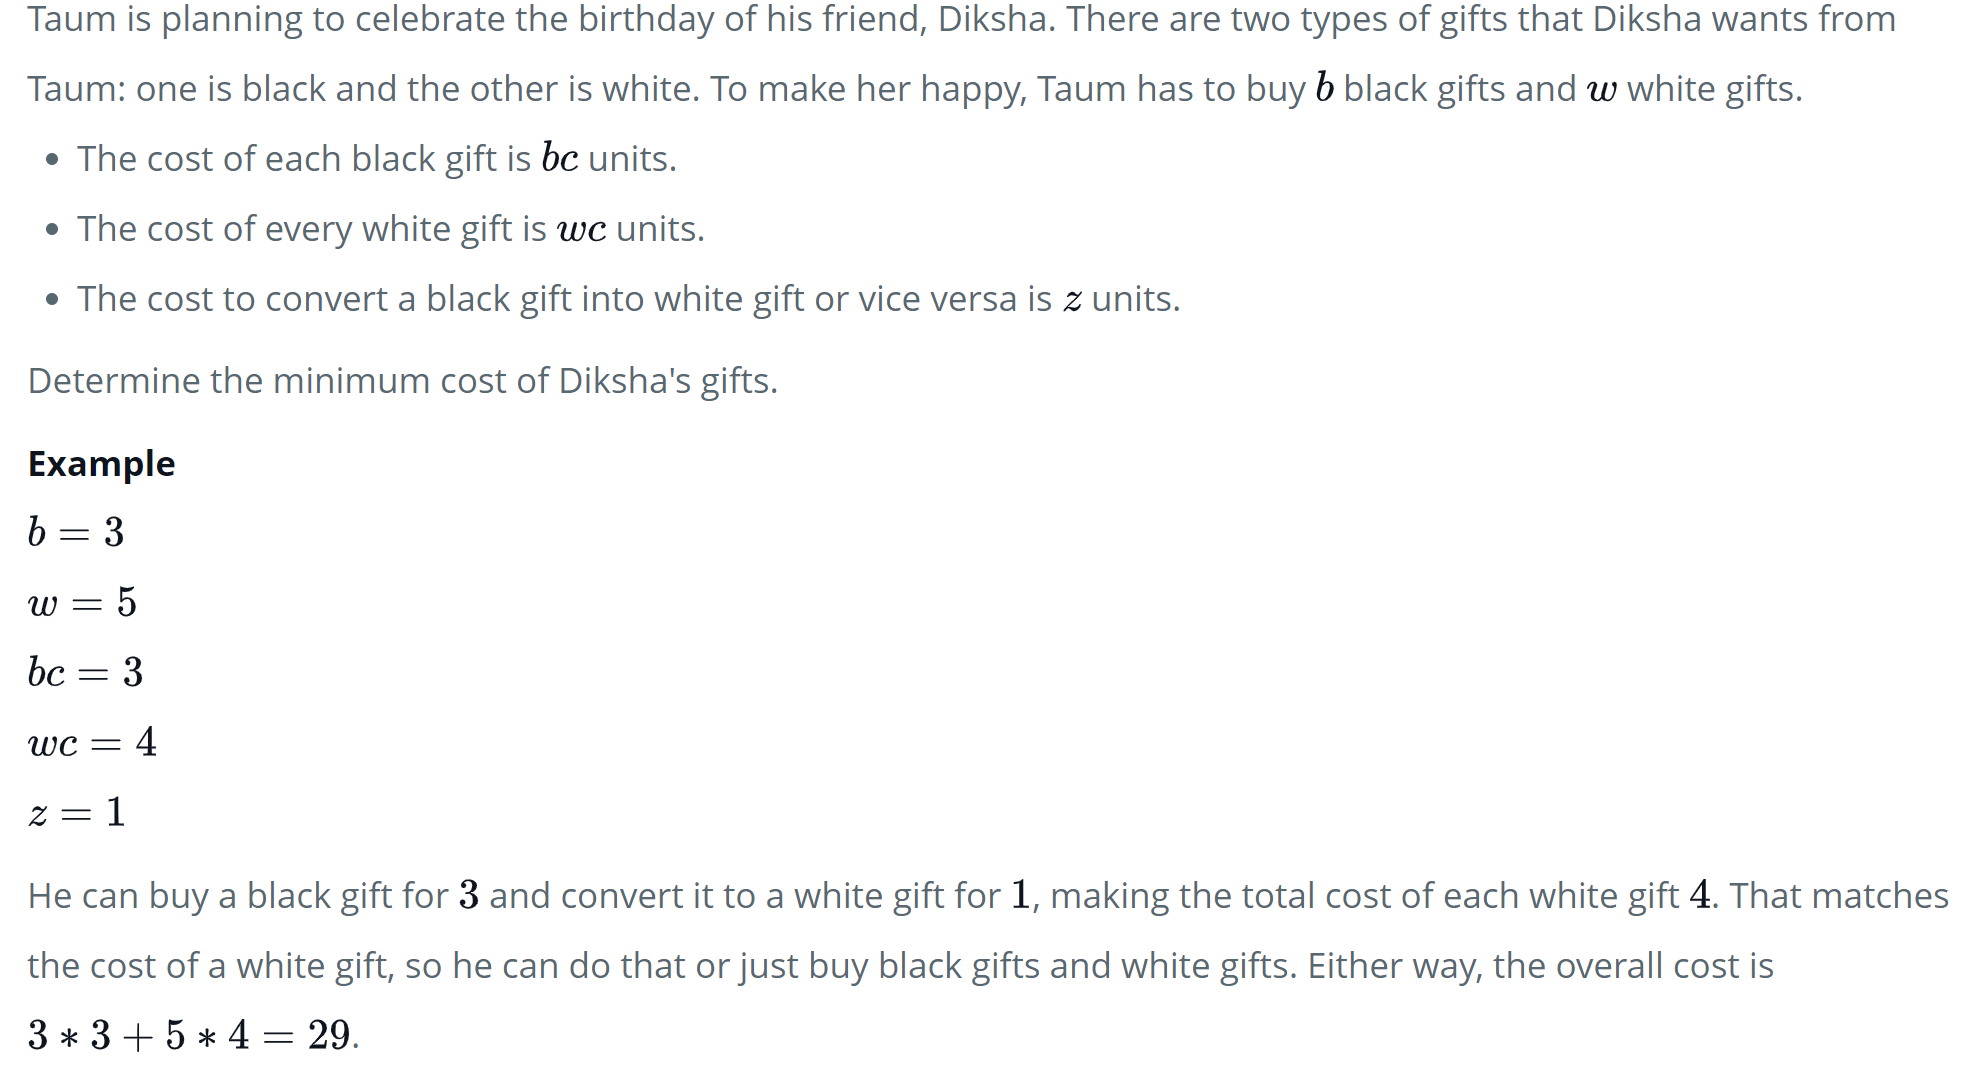 Taum is planning to celebrate the birthday of his friend, Diksha. There are two types of gifts that Diksha wants from
Taum: one is black and the other is white. To make her happy, Taum has to buy b black gifts and w white gifts.
• The cost of each black gift is bc units.
• The cost of every white gift is wc units.
• The cost to convert a black gift into white gift or vice versa is z units.
Determine the minimum cost of Diksha's gifts.
Example
b = 3
w = 5
bc = 3
wc = 4
z = 1
He can buy a black gift for 3 and convert it to a white gift for 1, making the total cost of each white gift 4. That matches
the cost of a white gift, so he can do that or just buy black gifts and white gifts. Either way, the overall cost is
3 * 3 + 5 * 4 = 29.